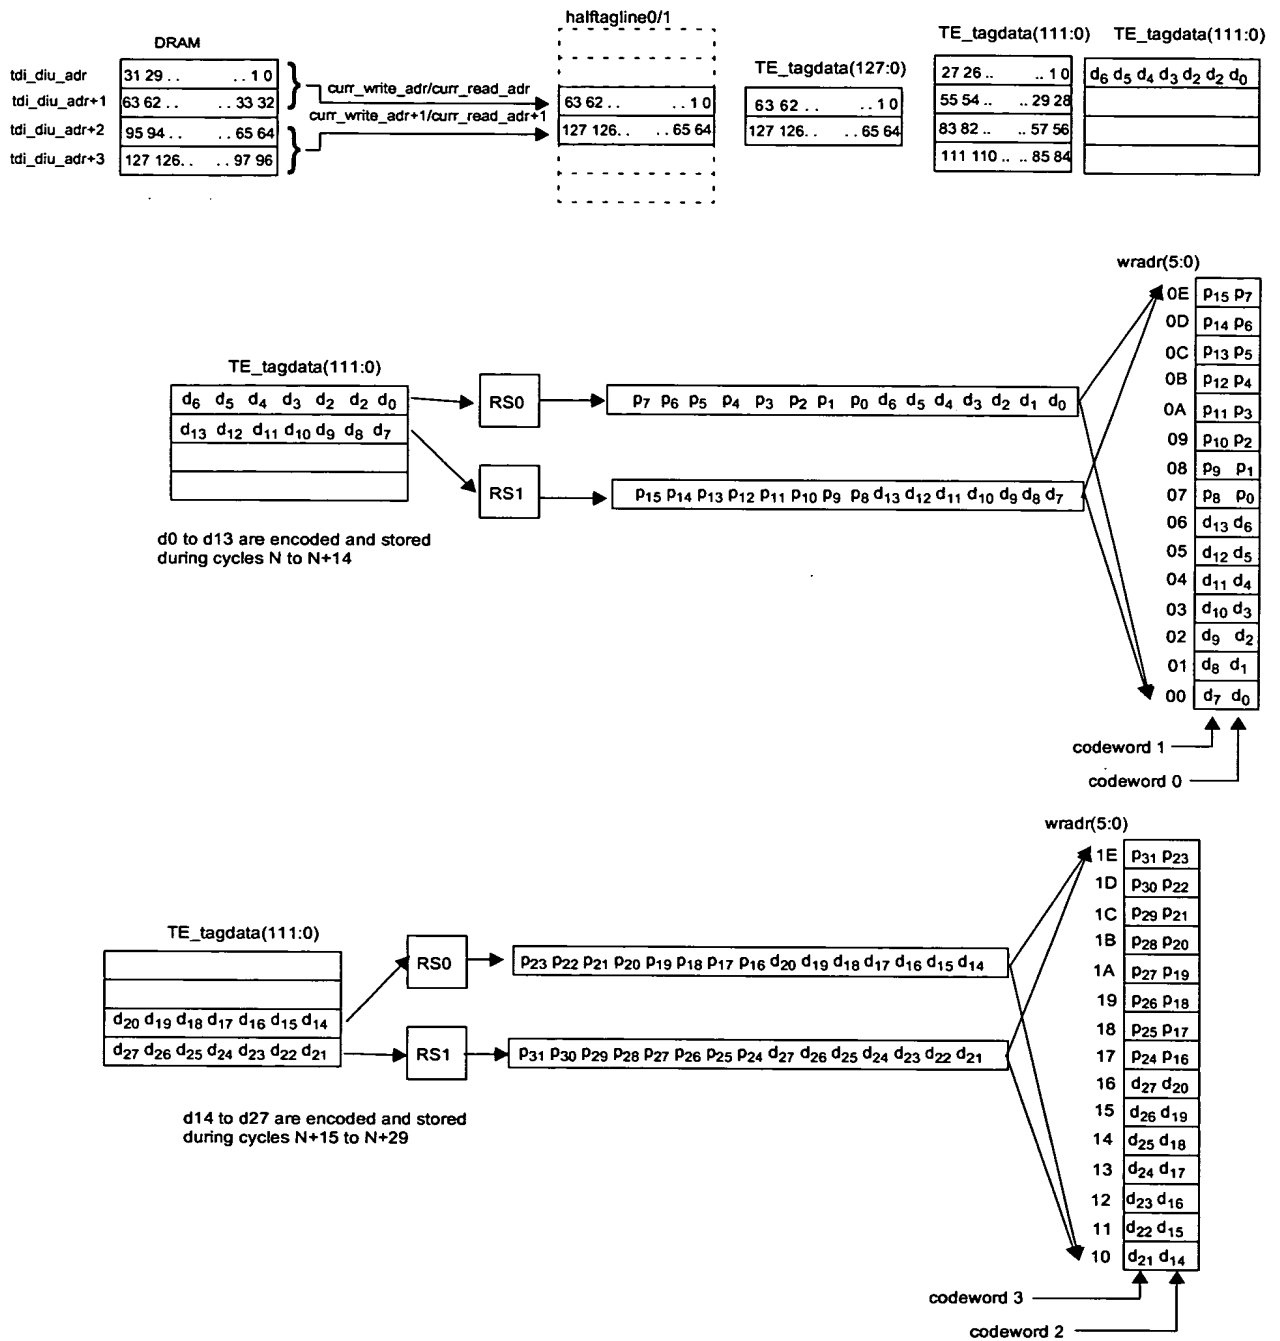 halftagline0/1
DRAM
TE_tagdata(111:0) TE_tagdata(111:0)
TE_tagdata(127:0)
tdi_diu_adr 31 29 . . . . 1 0
tdi_diu_adr+1 63 62 . . . . 33 32
tdi_diu_adr+2 95 94 . . . . 65 64
tdi_diu_adr+3 127 126. . . . 97 96
curr_write_adr/curr_read_adr
curr_write_adr+1/curr_read_adr+1
63 62 . . . . 1 0
127 126. . . . 65 64
63 62 . . . . 1 0
127 126. . . . 65 64
27 26 .. .. 1 0
55 54 .. .. 29 28
83 82 .. .. 57 56
111 110 .. .. 85 84
d6 d5 d4 d3 d2 d2 d0
wradr(5:0)
0E p15 p7
0D p14 p6
0C p13 p5
0B p12 p4
0A p11 p3
09 p10 p2
08 p9 p1
07 p8 p0
06 d13 d6
05 d12 d5
04 d11 d4
03 d10 d3
02 d9 d2
01 d8 d1
00 d7 d0
codeword 1
codeword 0
TE_tagdata(111:0)
d6 d5 d4 d3 d2 d2 d0
d13 d12 d11 d10 d9 d8 d7
RS0
p7 p6 p5 p4 p3 p2 p1 p0 d6 d5 d4 d3 d2 d1 d0
RS1
p15 p14 p13 p12 p11 p10 p9 p8 d13 d12 d11 d10 d9 d8 d7
d0 to d13 are encoded and stored
during cycles N to N+14
wradr(5:0)
1E p31 p23
1D p30 p22
1C p29 p21
1B p28 p20
1A p27 p19
19 p26 p18
18 p25 p17
17 p24 p16
16 d27 d20
15 d26 d19
14 d25 d18
13 d24 d17
12 d23 d16
11 d22 d15
10 d21 d14
codeword 3
codeword 2
TE_tagdata(111:0)
d20 d19 d18 d17 d16 d15 d14
d27 d26 d25 d24 d23 d22 d21
RS0
p23 p22 p21 p20 p19 p18 p17 p16 d20 d19 d18 d17 d16 d15 d14
RS1
p31 p30 p29 p28 p27 p26 p25 p24 d27 d26 d25 d24 d23 d22 d21
d14 to d27 are encoded and stored
during cycles N+15 to N+29